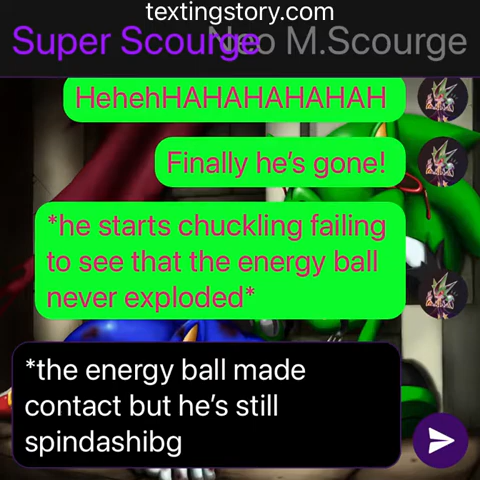 textingstory.com
Super Scourge
Neo M.Scourge
HehehHAHAHAHAHAH
Finally he's gone!
*he starts chuckling failing
to see that the energy ball
never exploded*
*the energy ball made
contact but he's still
spindashibg